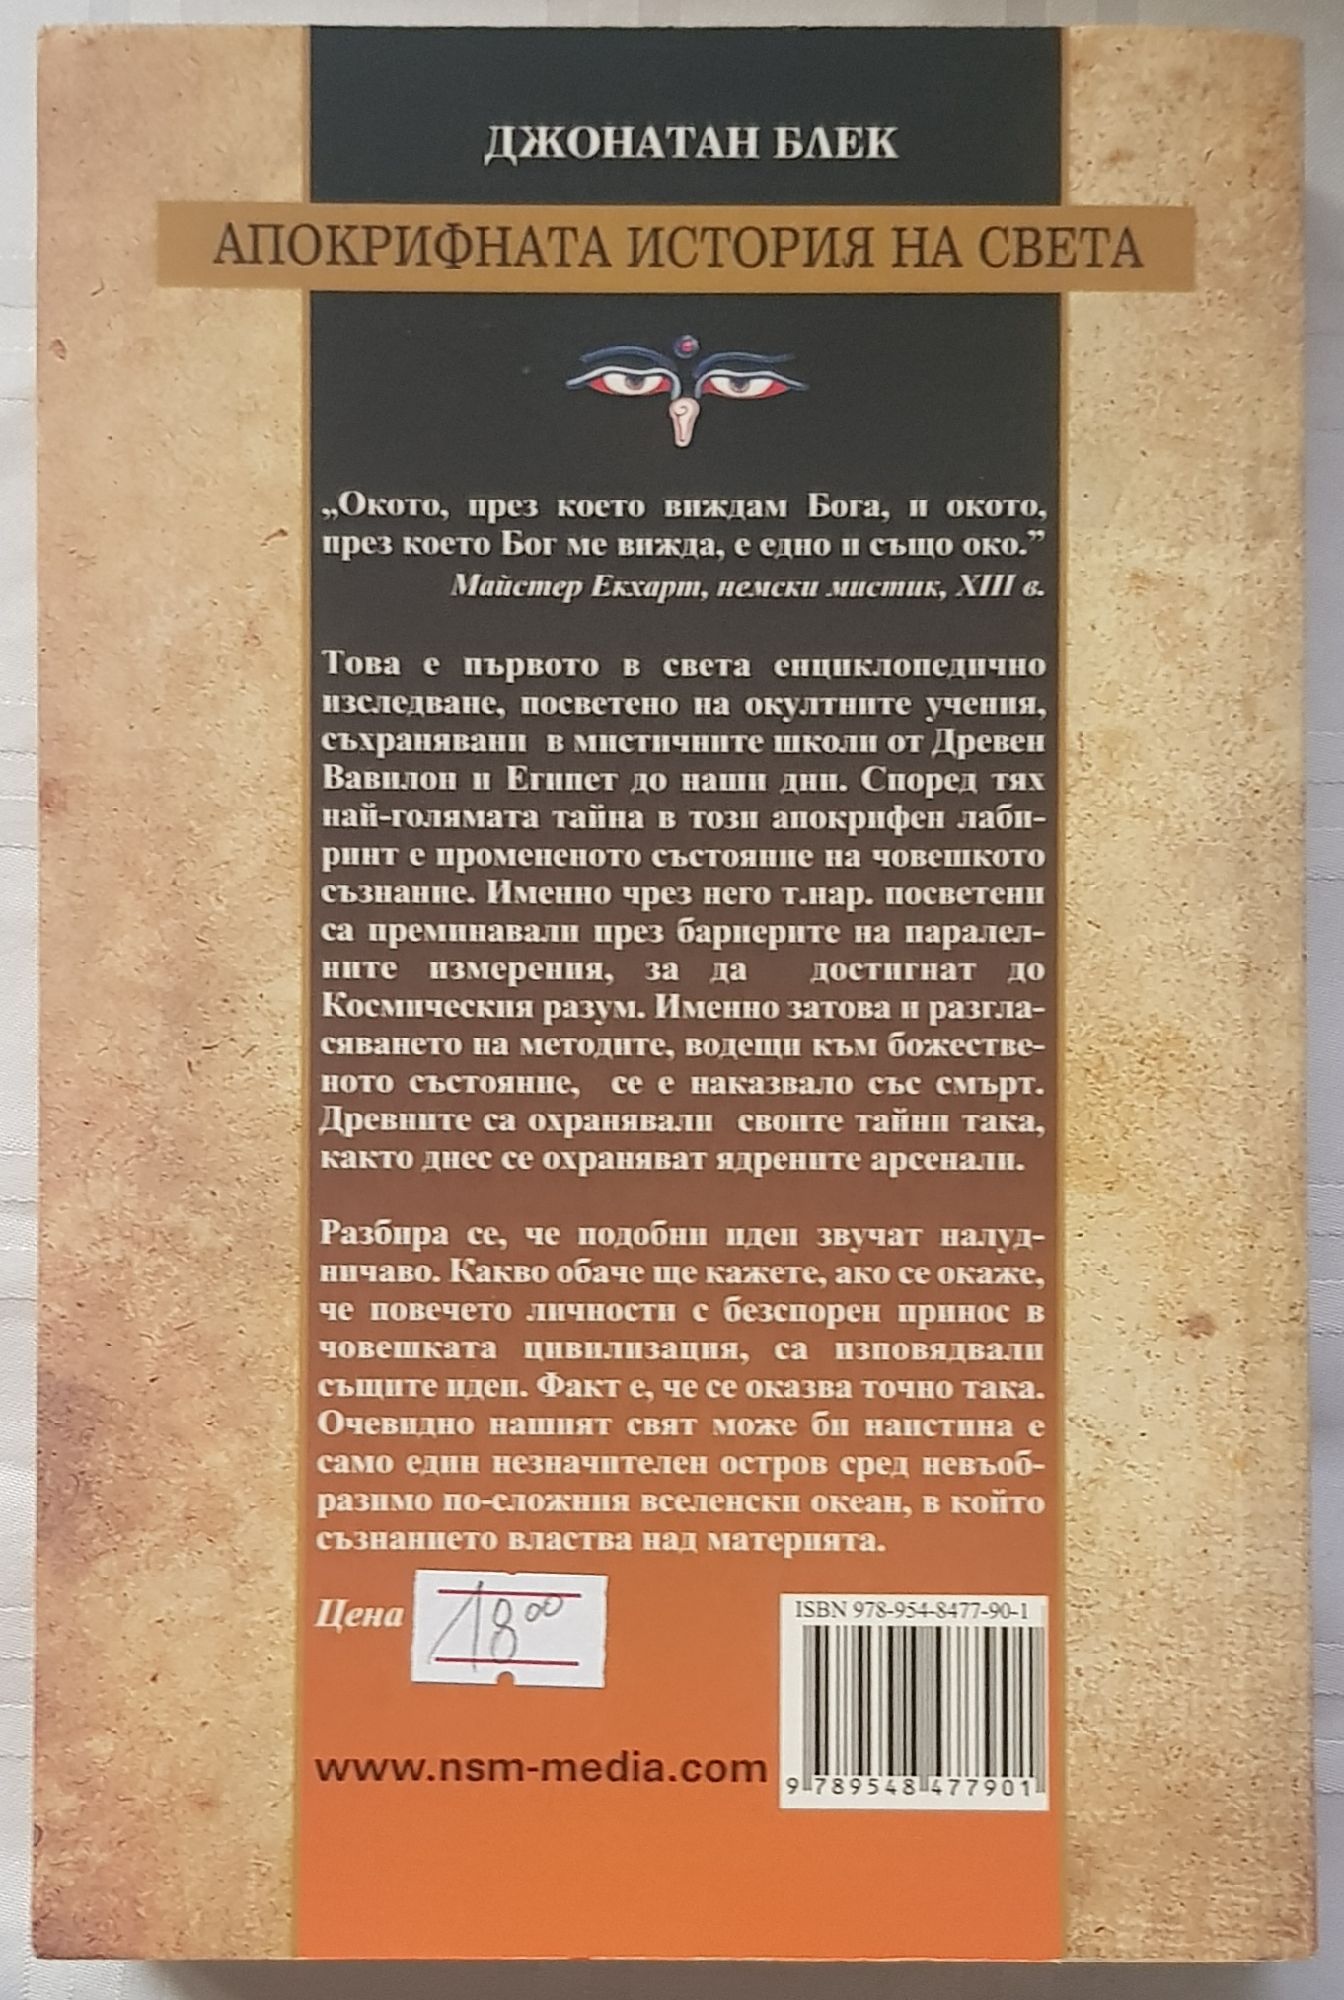 ДЖОНАТАН БЛЕК
АПОКРИФНАТА ИСТОРИЯ НА СВЕТА
„Окото, през което виждам Бога, и окото,
през което Бог ме вижда, е едно и също око.”
Майстер Екхарт, немски мистик, XIII в.
Това е първото в света енциклопедично
изследване, посветено на окултните учения,
съхранявани в мистичните школи от Древен
Вавилон и Египет до наши дни. Според тях
най-голямата тайна в този апокрифен лаби-
ринт е промененото състояние на човешкото
съзнание. Именно чрез него т.нар. посветени
са преминавали през бариерите на паралел-
ните измерения, за да достигнат до
Космическия разум. Именно затова и разгла-
сяването на методите, водещи към божестве-
ното състояние, се е наказвало със смърт.
Древните са охранявали своите тайни така,
както днес се охраняват ядрените арсенали.
Разбира се, че подобни идеи звучат налуд-
ничаво. Какво обаче ще кажете, ако се окаже,
че повечето личности с безспорен принос в
човешката цивилизация, са изповядвали
същите идеи. Факт е, че се оказва точно така.
Очевидно нашият свят може би наистина е
само един незначителен остров сред невъоб-
разимо по-сложния вселенски океан, в който
съзнанието властва над материята.
Цена 18⁰⁰
ISBN 978-954-8477-90-1
www.nsm-media.com
9 789548 477901